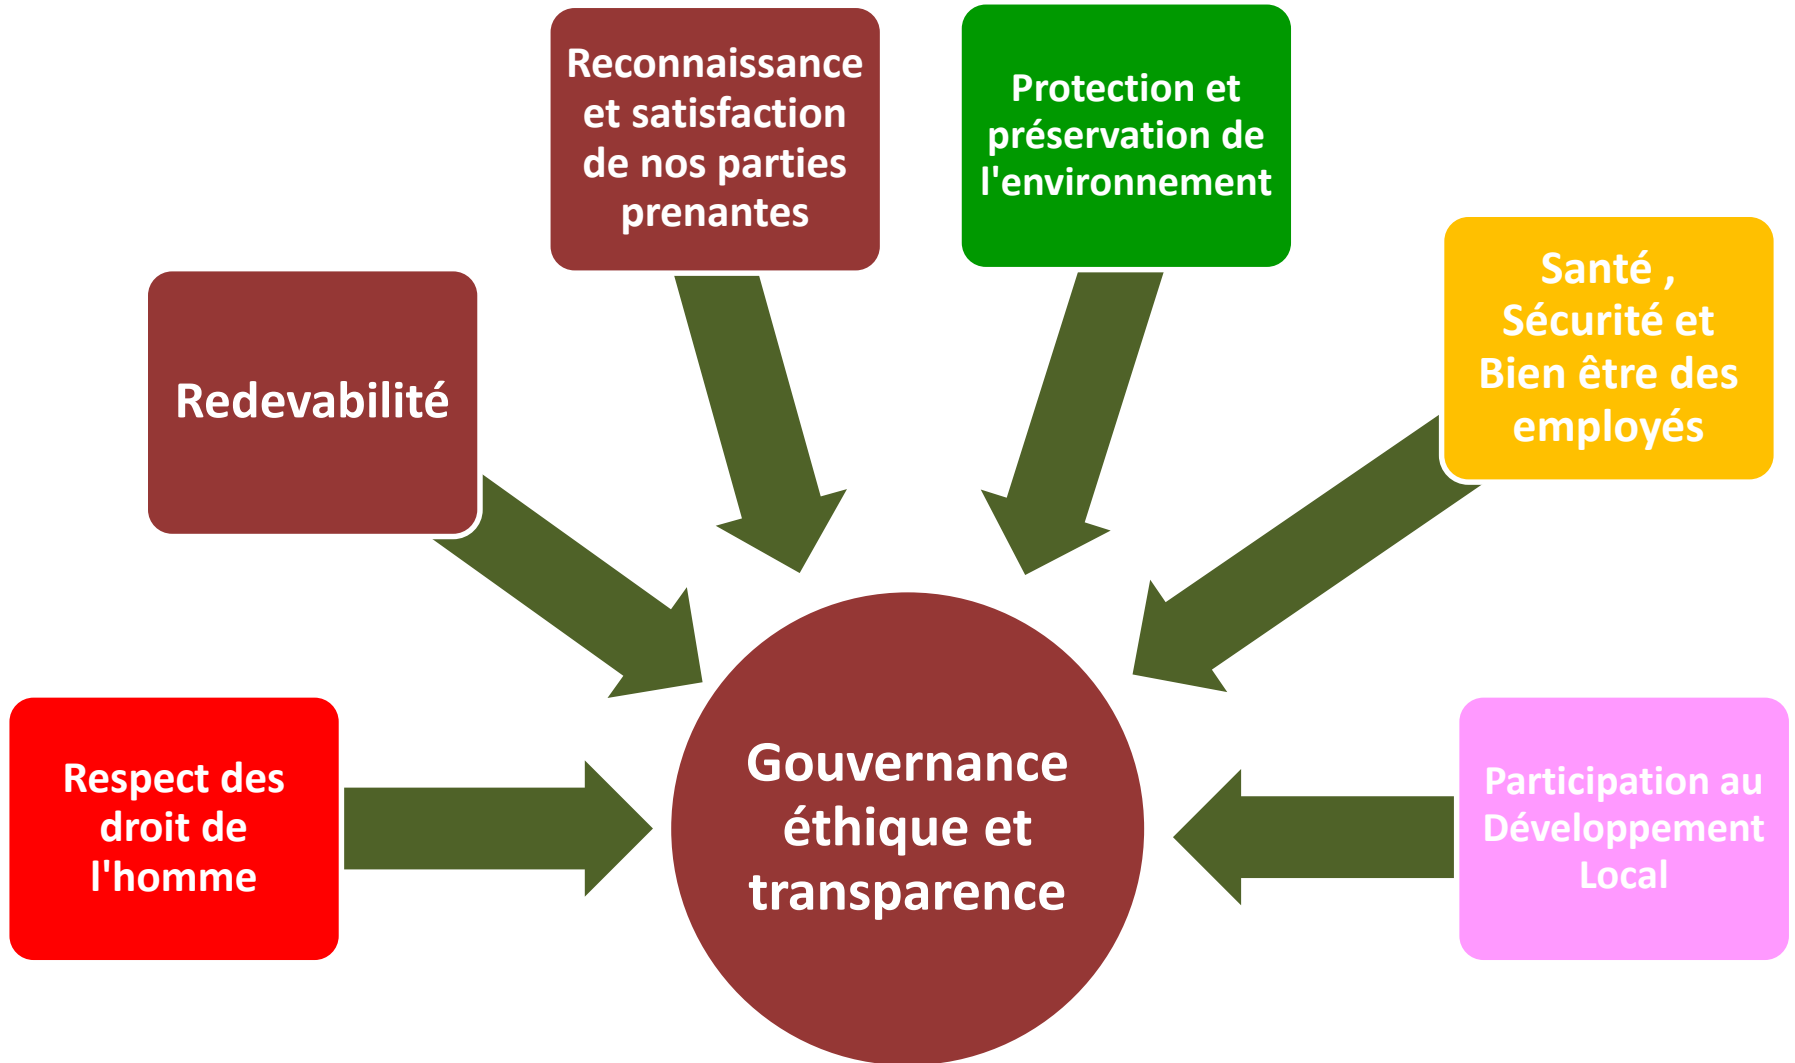 Reconnaissance
et satisfaction
de nos parties
prenantes
Protection et
préservation de
l'environnement
Santé ,
Sécurité et
Bien être des
employés
Redevabilité
Respect des
droit de
l'homme
Gouvernance
éthique et
transparence
Participation au
Développement
Local